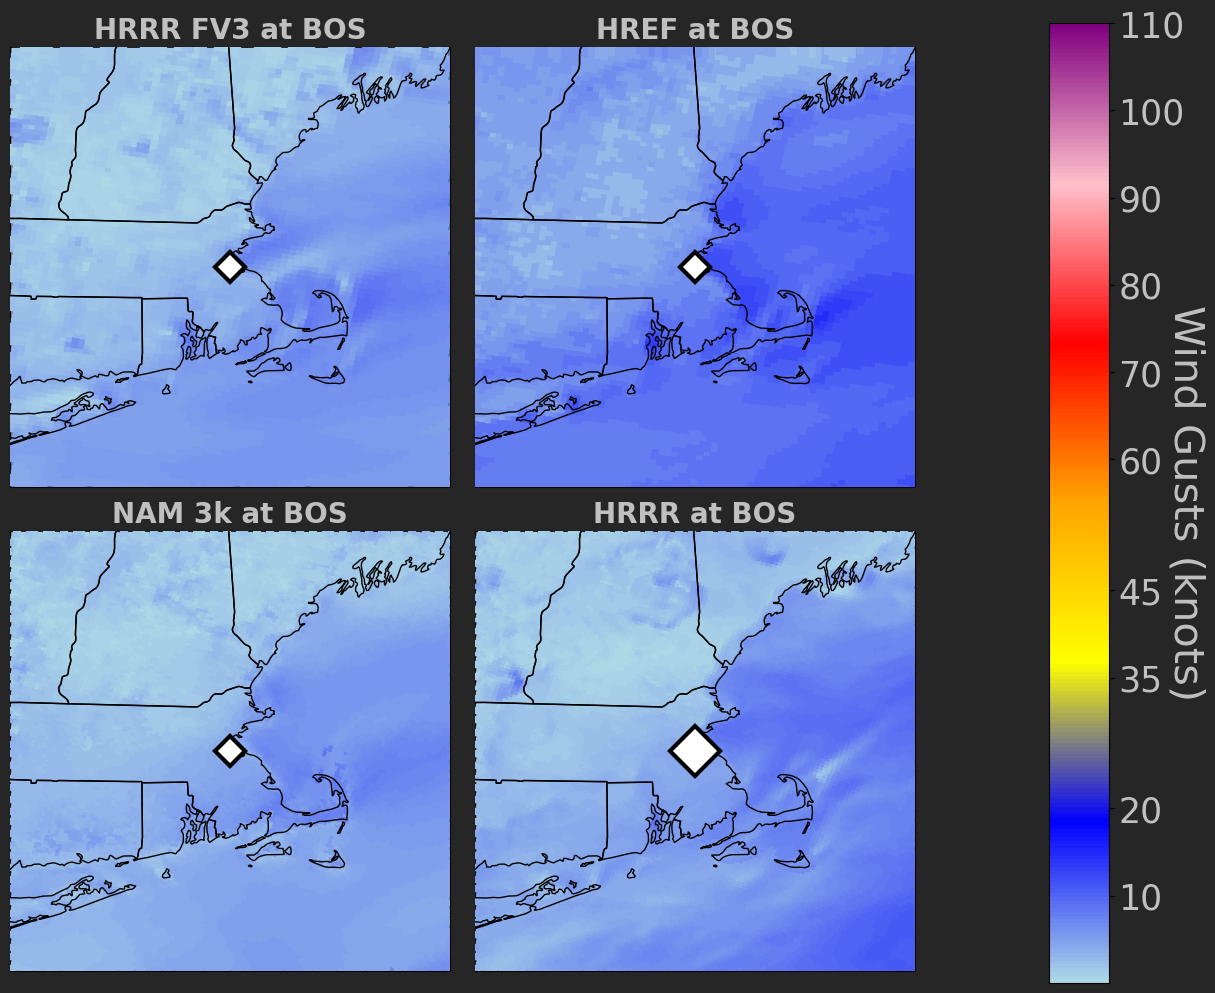 HRRR FV3 at BOS
HREF at BOS
NAM 3k at BOS
HRRR at BOS
110
100
90
80
70
60
45
35
20
10
Wind Gusts (knots)